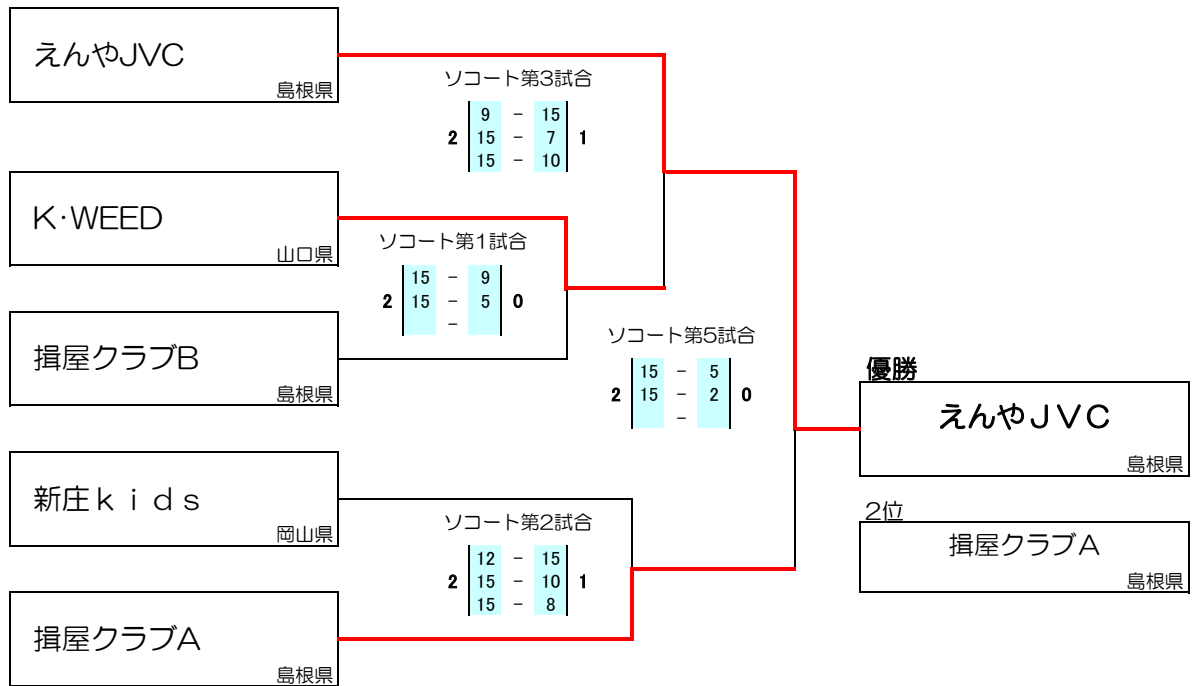 えんやJVC
島根県
ソコート第3試合
9 - 15
2 15 - 7 1
15 - 10
K·WEED
山口県
ソコート第1試合
15 - 9
2 15 - 5 0
-
揖屋クラブB
島根県
ソコート第5試合
15 - 5
2 15 - 2 0
-
優勝
えんやJVC
島根県
新庄kids
岡山県
ソコート第2試合
12 - 15
2 15 - 10 1
15 - 8
2位
揖屋クラブA
島根県
揖屋クラブA
島根県